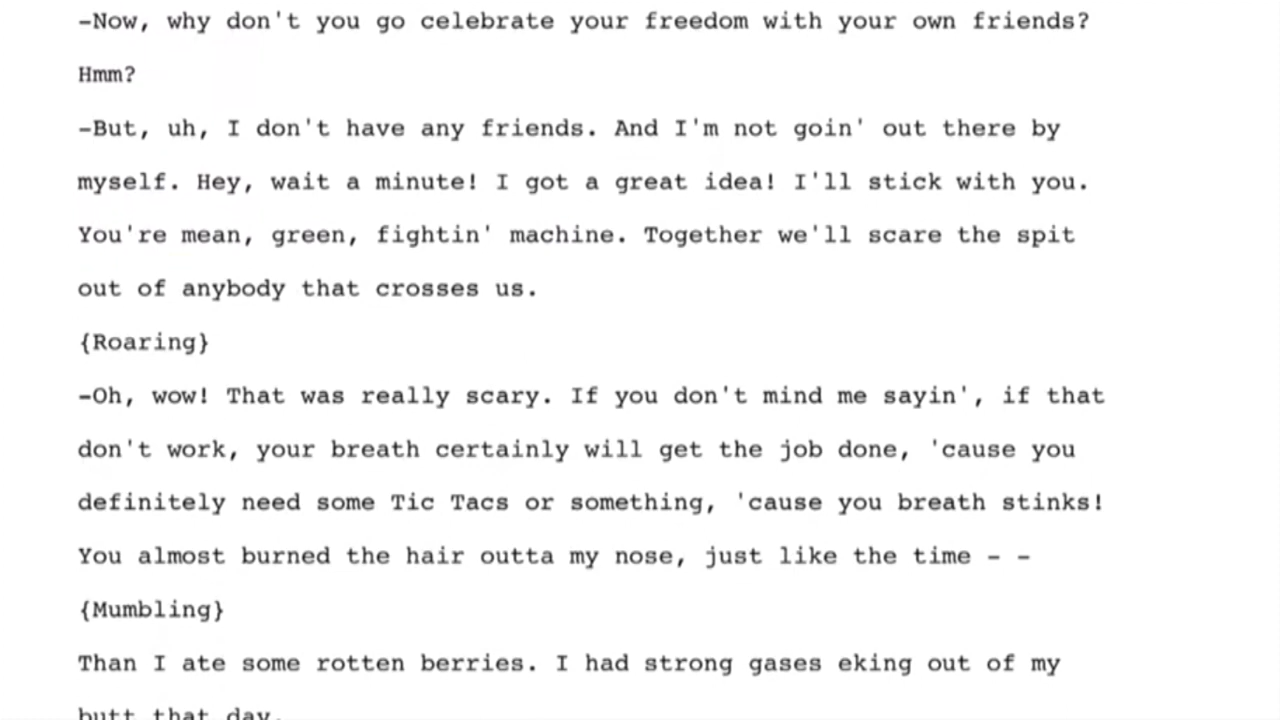 -Now, why don't you go celebrate your freedom with your own friends?
Hmm?
-But, uh, I don't have any friends. And I'm not goin' out there by
myself. Hey, wait a minute! I got a great idea! I'll stick with you.
You're mean, green, fightin' machine. Together we'll scare the spit
out of anybody that crosses us.
{Roaring}
-Oh, wow! That was really scary. If you don't mind me sayin', if that
don't work, your breath certainly will get the job done, 'cause you
definitely need some Tic Tacs or something, 'cause you breath stinks!
You almost burned the hair outta my nose, just like the time - -
{Mumbling}
Than I ate some rotten berries. I had strong gases eking out of my
butt that day.